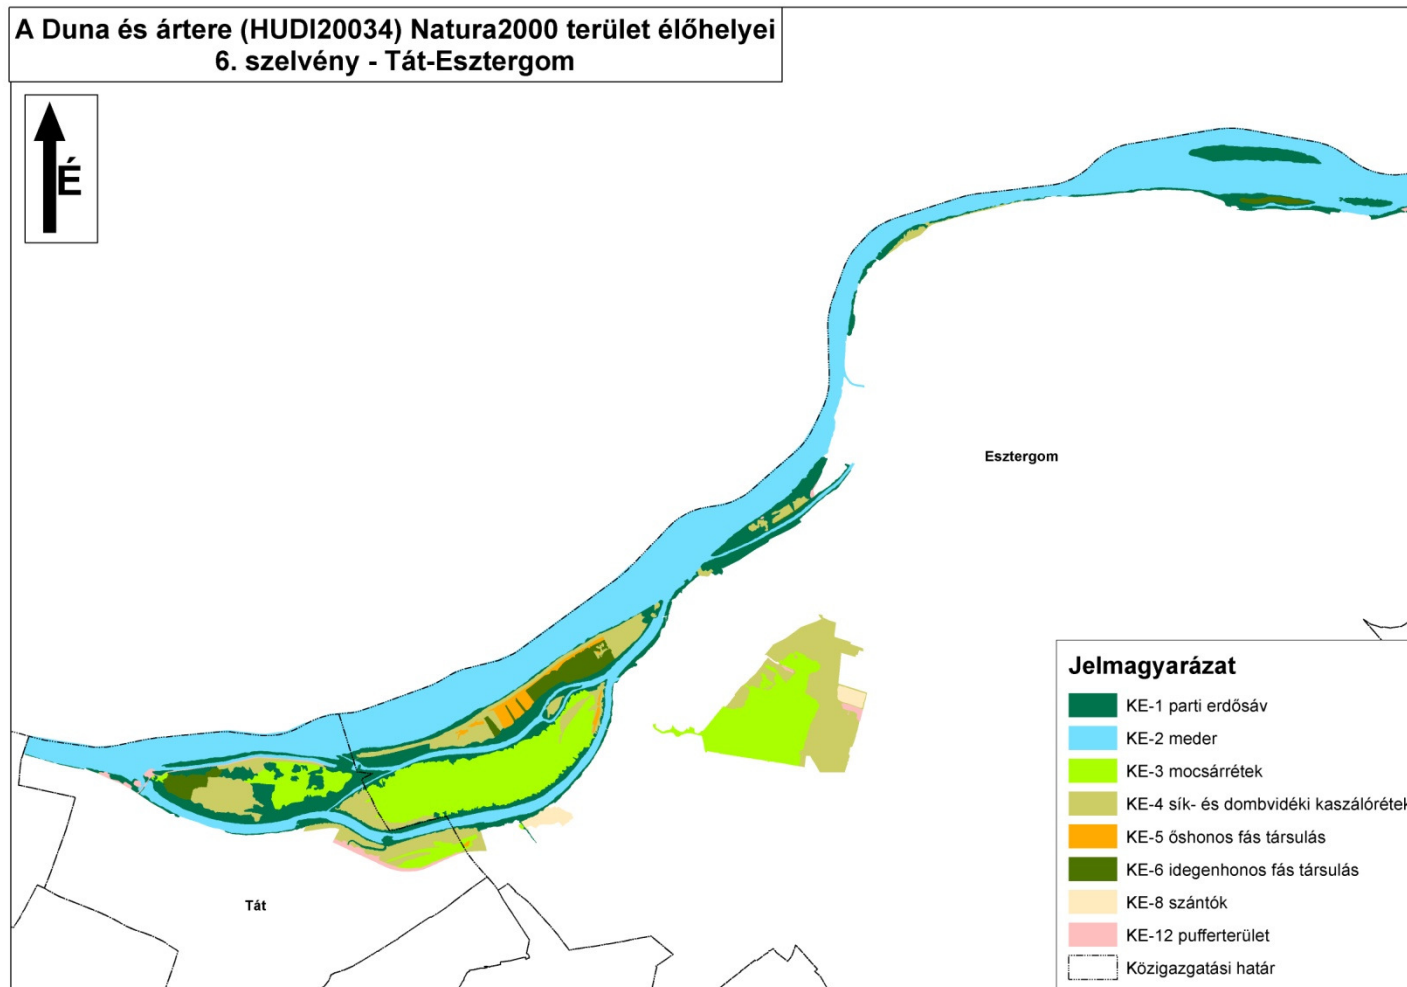 A Duna és ártere (HUDI20034) Natura2000 terület élőhelyei
6. szelvény - Tát-Esztergom
É
Esztergom
Tát
Jelmagyarázat
KE-1 parti erdősáv
KE-2 meder
KE-3 mocsárrétek
KE-4 sík- és dombvidéki kaszálórétek
KE-5 őshonos fás társulás
KE-6 idegenhonos fás társulás
KE-8 szántók
KE-12 pufferterület
Közigazgatási határ